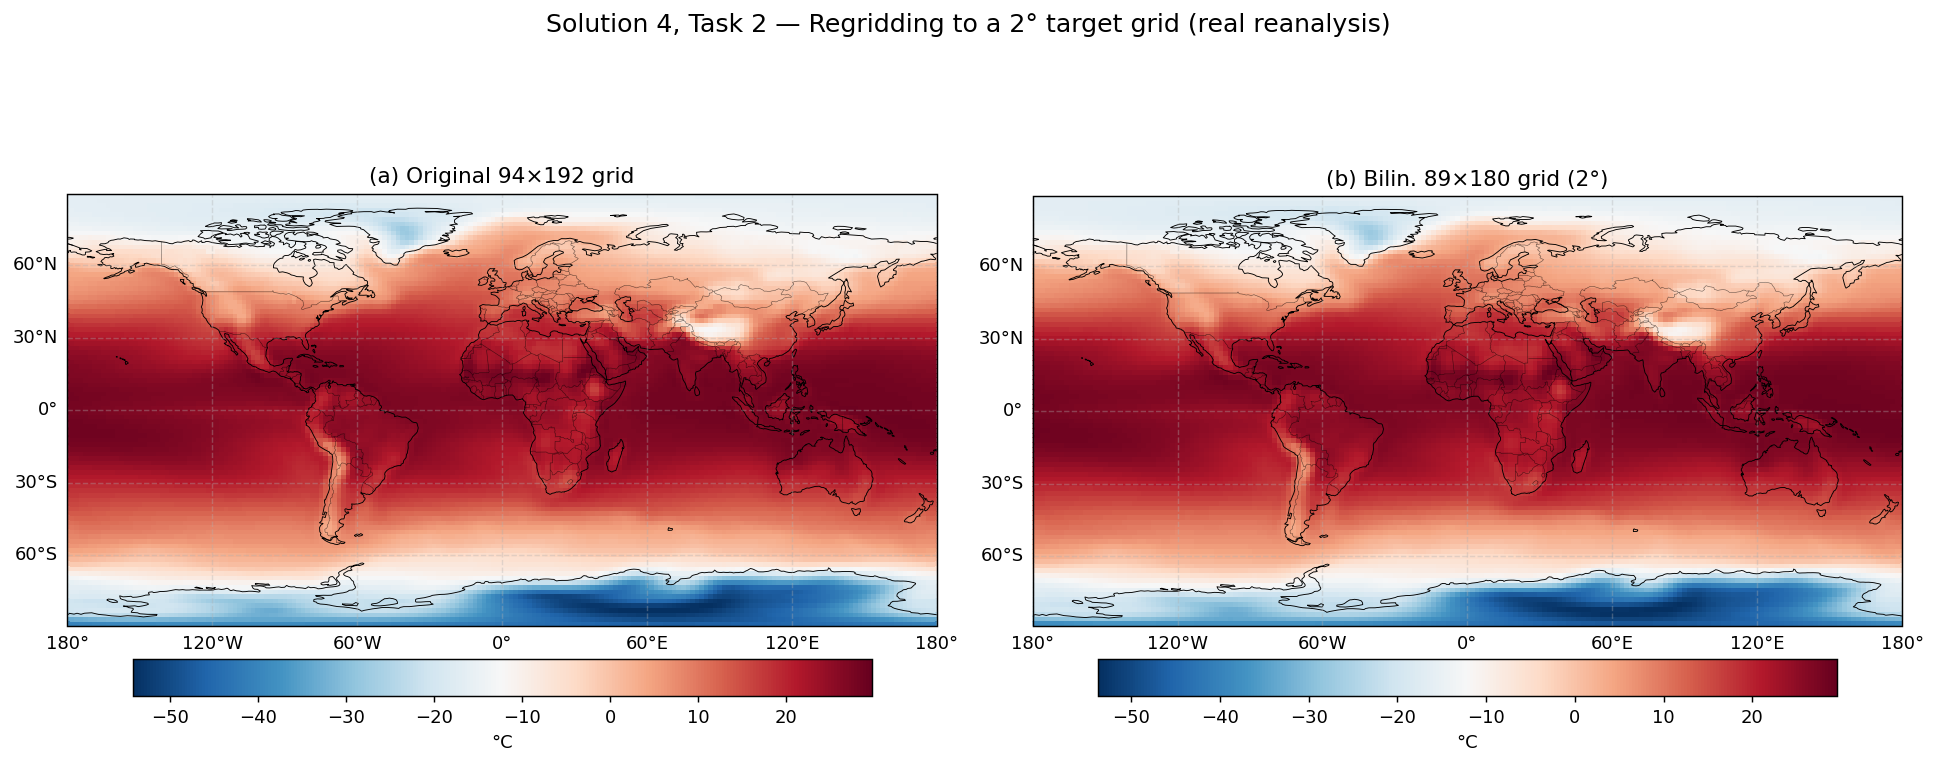 Solution 4, Task 2 — Regridding to a 2° target grid (real reanalysis)
(a) Original 94×192 grid
60°N
30°N
0°
30°S
60°S
180° 120°W 60°W 0° 60°E 120°E 180°
−50 −40 −30 −20 −10 0 10 20
°C
(b) Bilin. 89×180 grid (2°)
60°N
30°N
0°
30°S
60°S
180° 120°W 60°W 0° 60°E 120°E 180°
−50 −40 −30 −20 −10 0 10 20
°C